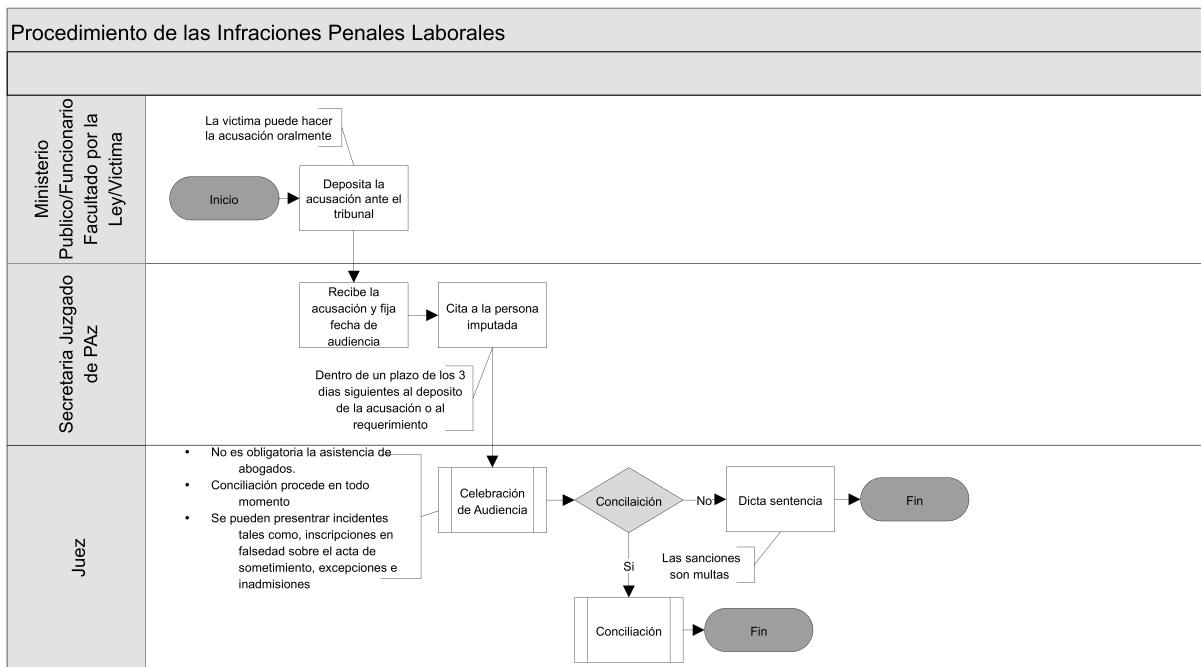 Procedimiento de las Infraciones Penales Laborales
Ministerio
Publico/Funcionario
Facultado por la
Ley/Victima
La victima puede hacer
la acusación oralmente
Inicio
Deposita la
acusación ante el
tribunal
Secretaria Juzgado
de PAz
Recibe la
acusación y fija
fecha de
audiencia
Cita a la persona
imputada
Dentro de un plazo de los 3
dias siguientes al deposito
de la acusación o al
requerimiento
Juez
• No es obligatoria la asistencia de
abogados.
• Conciliación procede en todo
momento
• Se pueden presentrar incidentes
tales como, inscripciones en
falsedad sobre el acta de
sometimiento, excepciones e
inadmisiones
Celebración
de Audiencia
Concilaición
No
Dicta sentencia
Fin
Las sanciones
son multas
Si
Conciliación
Fin